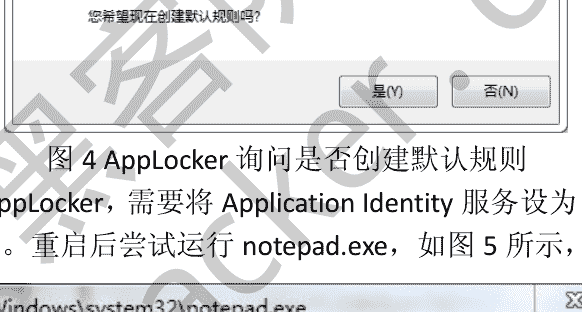 您希望现在创建默认规则吗?
是(Y) 否(N)
图 4 AppLocker 询问是否创建默认规则
ppLocker，需要将 Application Identity 服务设为
。重启后尝试运行 notepad.exe，如图 5 所示，
Windows\system32\notepad.exe